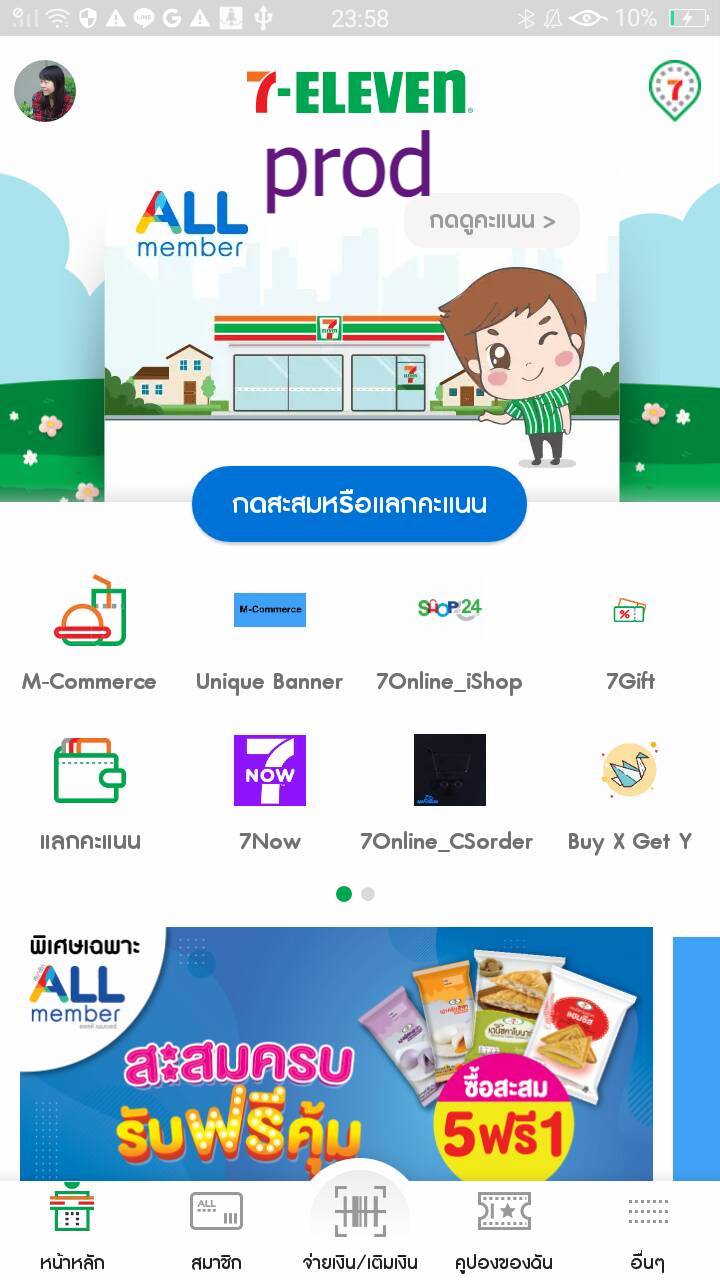 23:58
10%
7-ELEVEN
prod
ALL
member
กดดูคะแนน >
7
ELEVEN
กดสะสมหรือแลกคะแนน
M-Commerce
SHOP 24
%
M-Commerce
Unique Banner
7Online_iShop
7Gift
7
NOW
แลกคะแนน
7Now
7Online_CSorder
Buy X Get Y
พิเศษเฉพาะ
ALL
member
สะสมครบ
รับฟรีคุ้ม
ซื้อสะสม
5ฟรี1
ALL
หน้าหลัก
สมาชิก
จ่ายเงิน/เติมเงิน
คูปองของฉัน
อื่นๆ